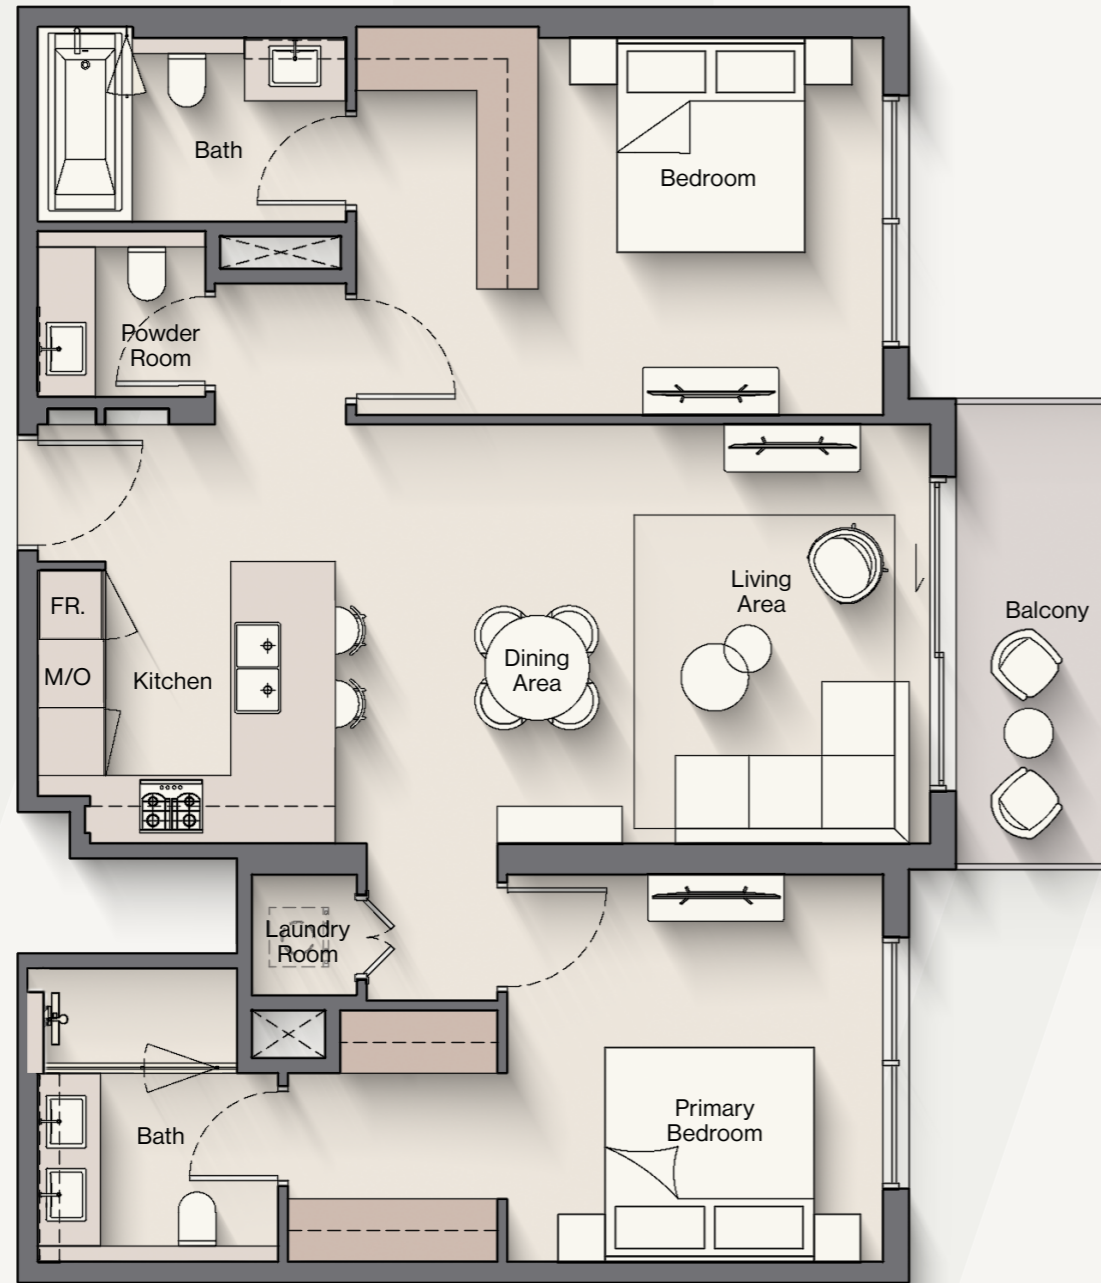 Bath
Bedroom
Powder
Room
FR.
M/O
Kitchen
Dining
Area
Living
Area
Balcony
Laundry
Room
Bath
Primary
Bedroom